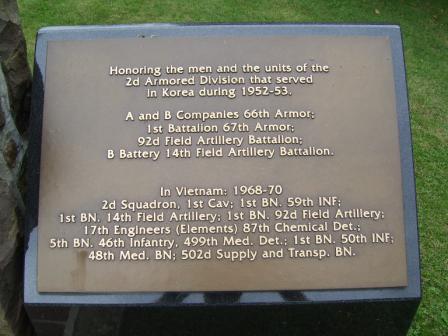 Honoring the men and the units of the
2d Armored Division that served
in Korea during 1952-53.
A and B Companies 66th Armor;
1st Battalion 67th Armor;
92d Field Artillery Battalion;
B Battery 14th Field Artillery Battalion.
In Vietnam: 1968-70
2d Squadron, 1st Cav; 1st BN. 59th INF;
1st BN. 14th Field Artillery; 1st BN. 92d Field Artillery;
17th Engineers (Elements) 87th Chemical Det.;
5th BN. 46th Infantry, 499th Med. Det.; 1st BN. 50th INF;
48th Med. BN; 502d Supply and Transp. BN.